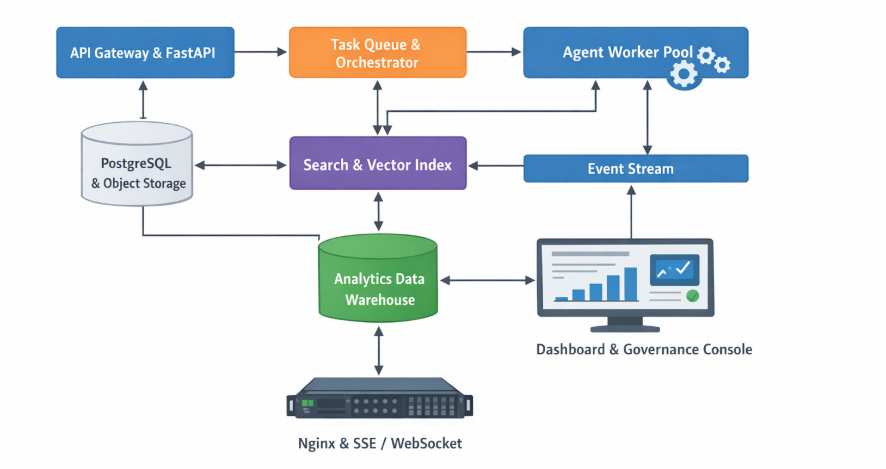 API Gateway & FastAPI
Task Queue &
Orchestrator
Agent Worker Pool
PostgreSQL
& Object Storage
Search & Vector Index
Event Stream
Analytics Data
Warehouse
Dashboard & Governance Console
Nginx & SSE / WebSocket